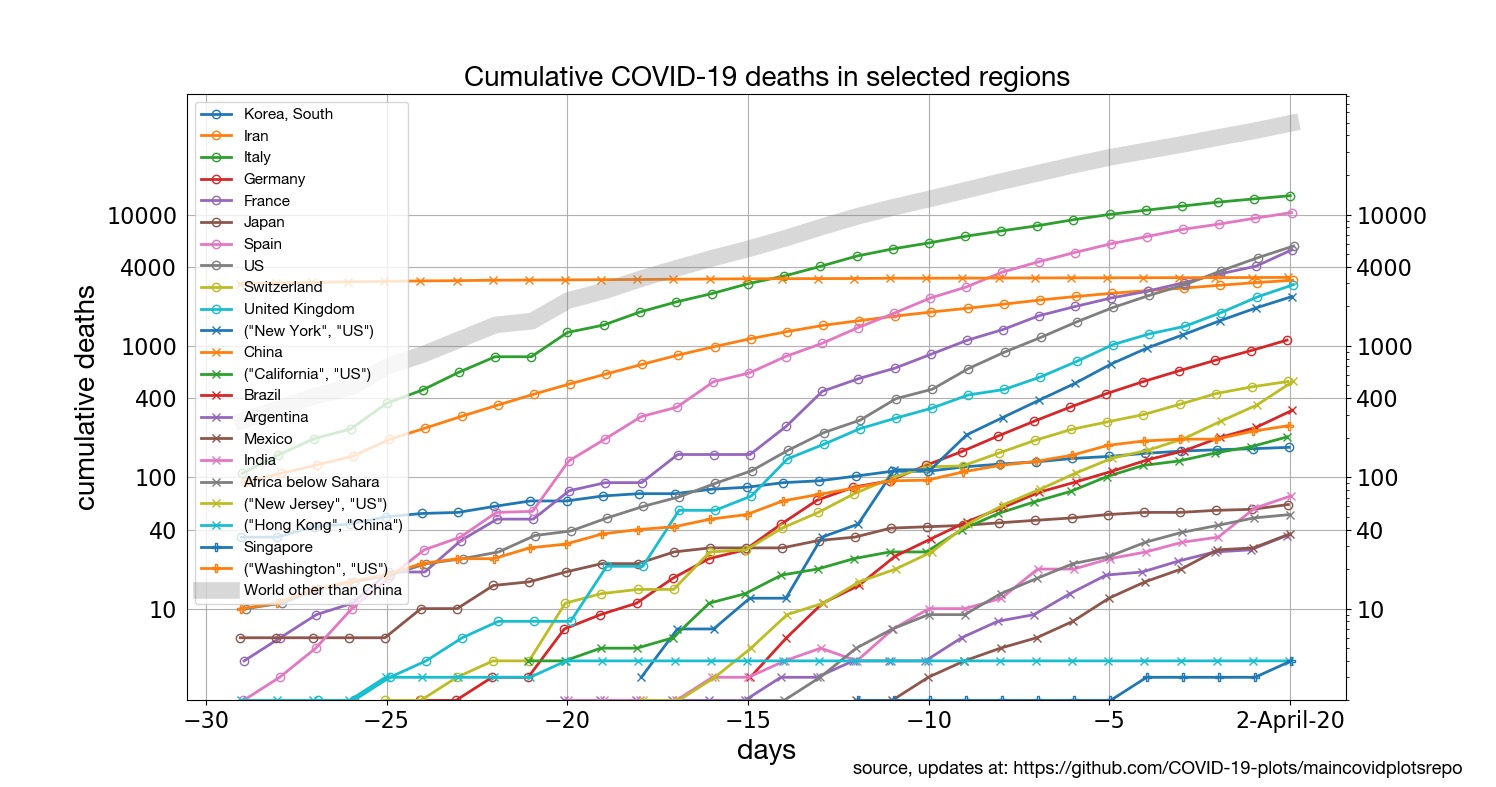 Cumulative COVID-19 deaths in selected regions
Korea, South
Iran
Italy
Germany
France
Japan
Spain
US
Switzerland
United Kingdom
("New York", "US")
China
("California", "US")
Brazil
Argentina
Mexico
India
Africa below Sahara
("New Jersey", "US")
("Hong Kong", "China")
Singapore
("Washington", "US")
World other than China
cumulative deaths
10000
4000
1000
400
100
40
10
10000
4000
1000
400
100
40
10
−30
−25
−20
−15
−10
−5
2-April-20
days
source, updates at: https://github.com/COVID-19-plots/maincovidplotsrepo